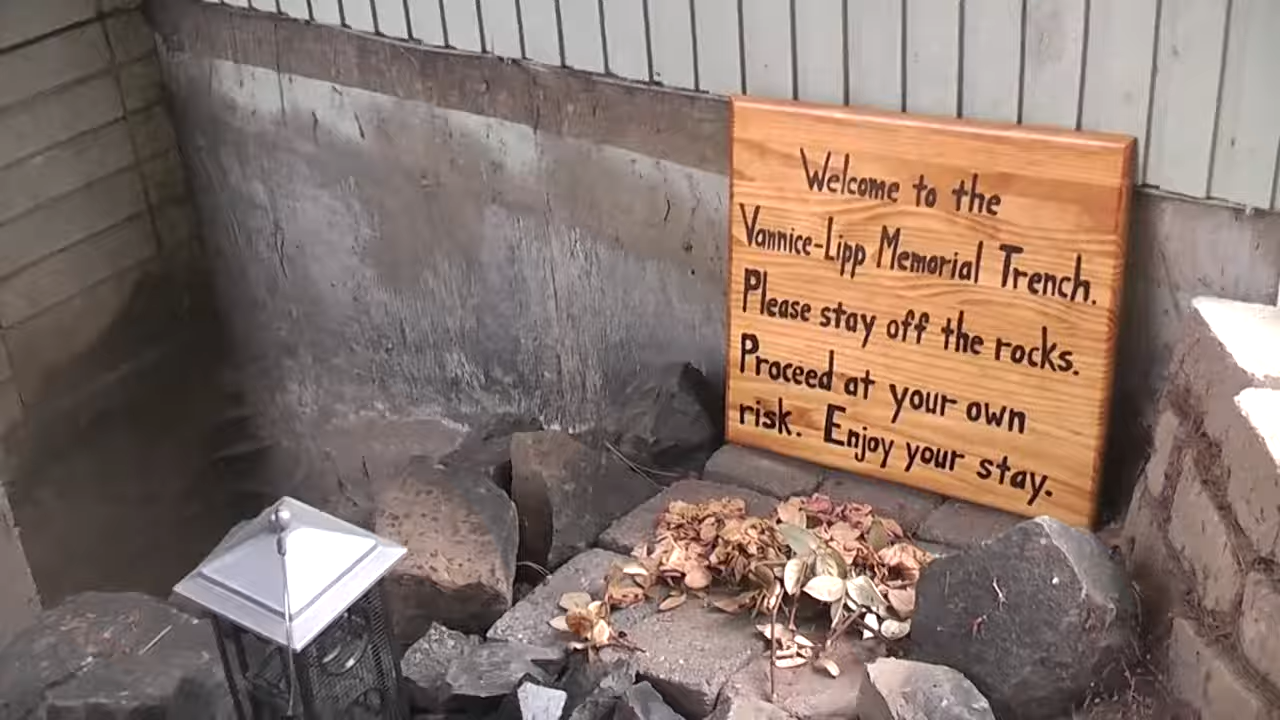 Welcome to the
Vannice-Lipp Memorial Trench.
Please stay off the rocks.
Proceed at your own
risk. Enjoy your stay.